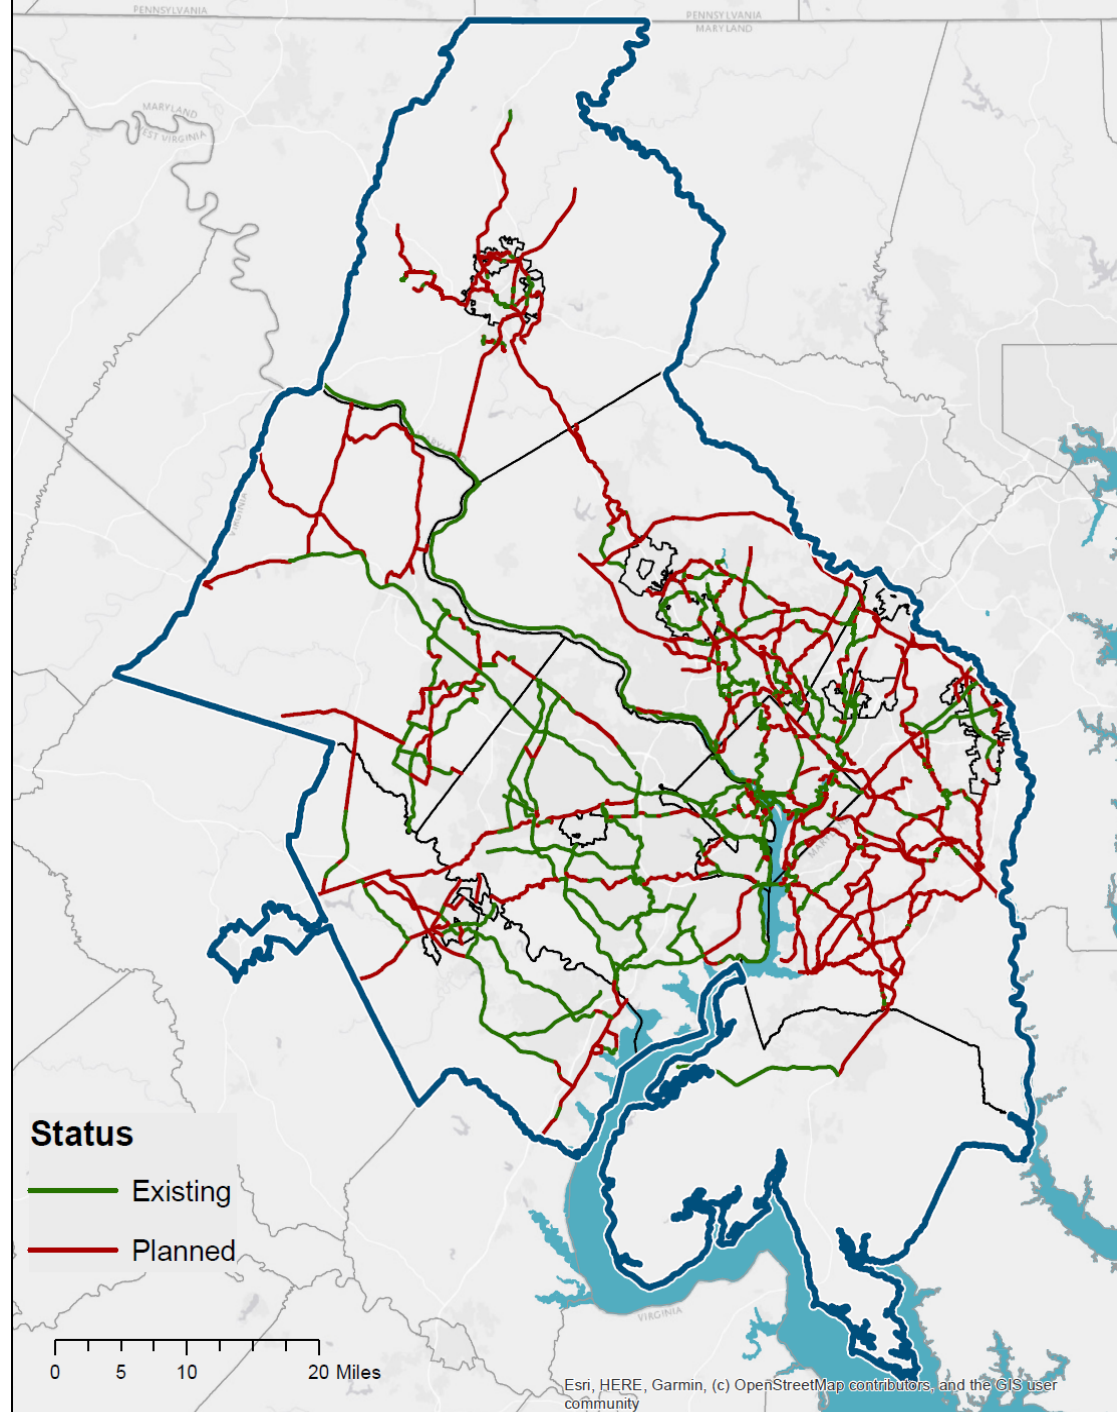 PENNSYLVANIA
PENNSYLVANIA
MARYLAND
MARYLAND
WEST VIRGINIA
MARYLAND
VIRGINIA
Status
Existing
Planned
0 5 10 20 Miles
VIRGINIA
Esri, HERE, Garmin, (c) OpenStreetMap contributors, and the GIS user
community